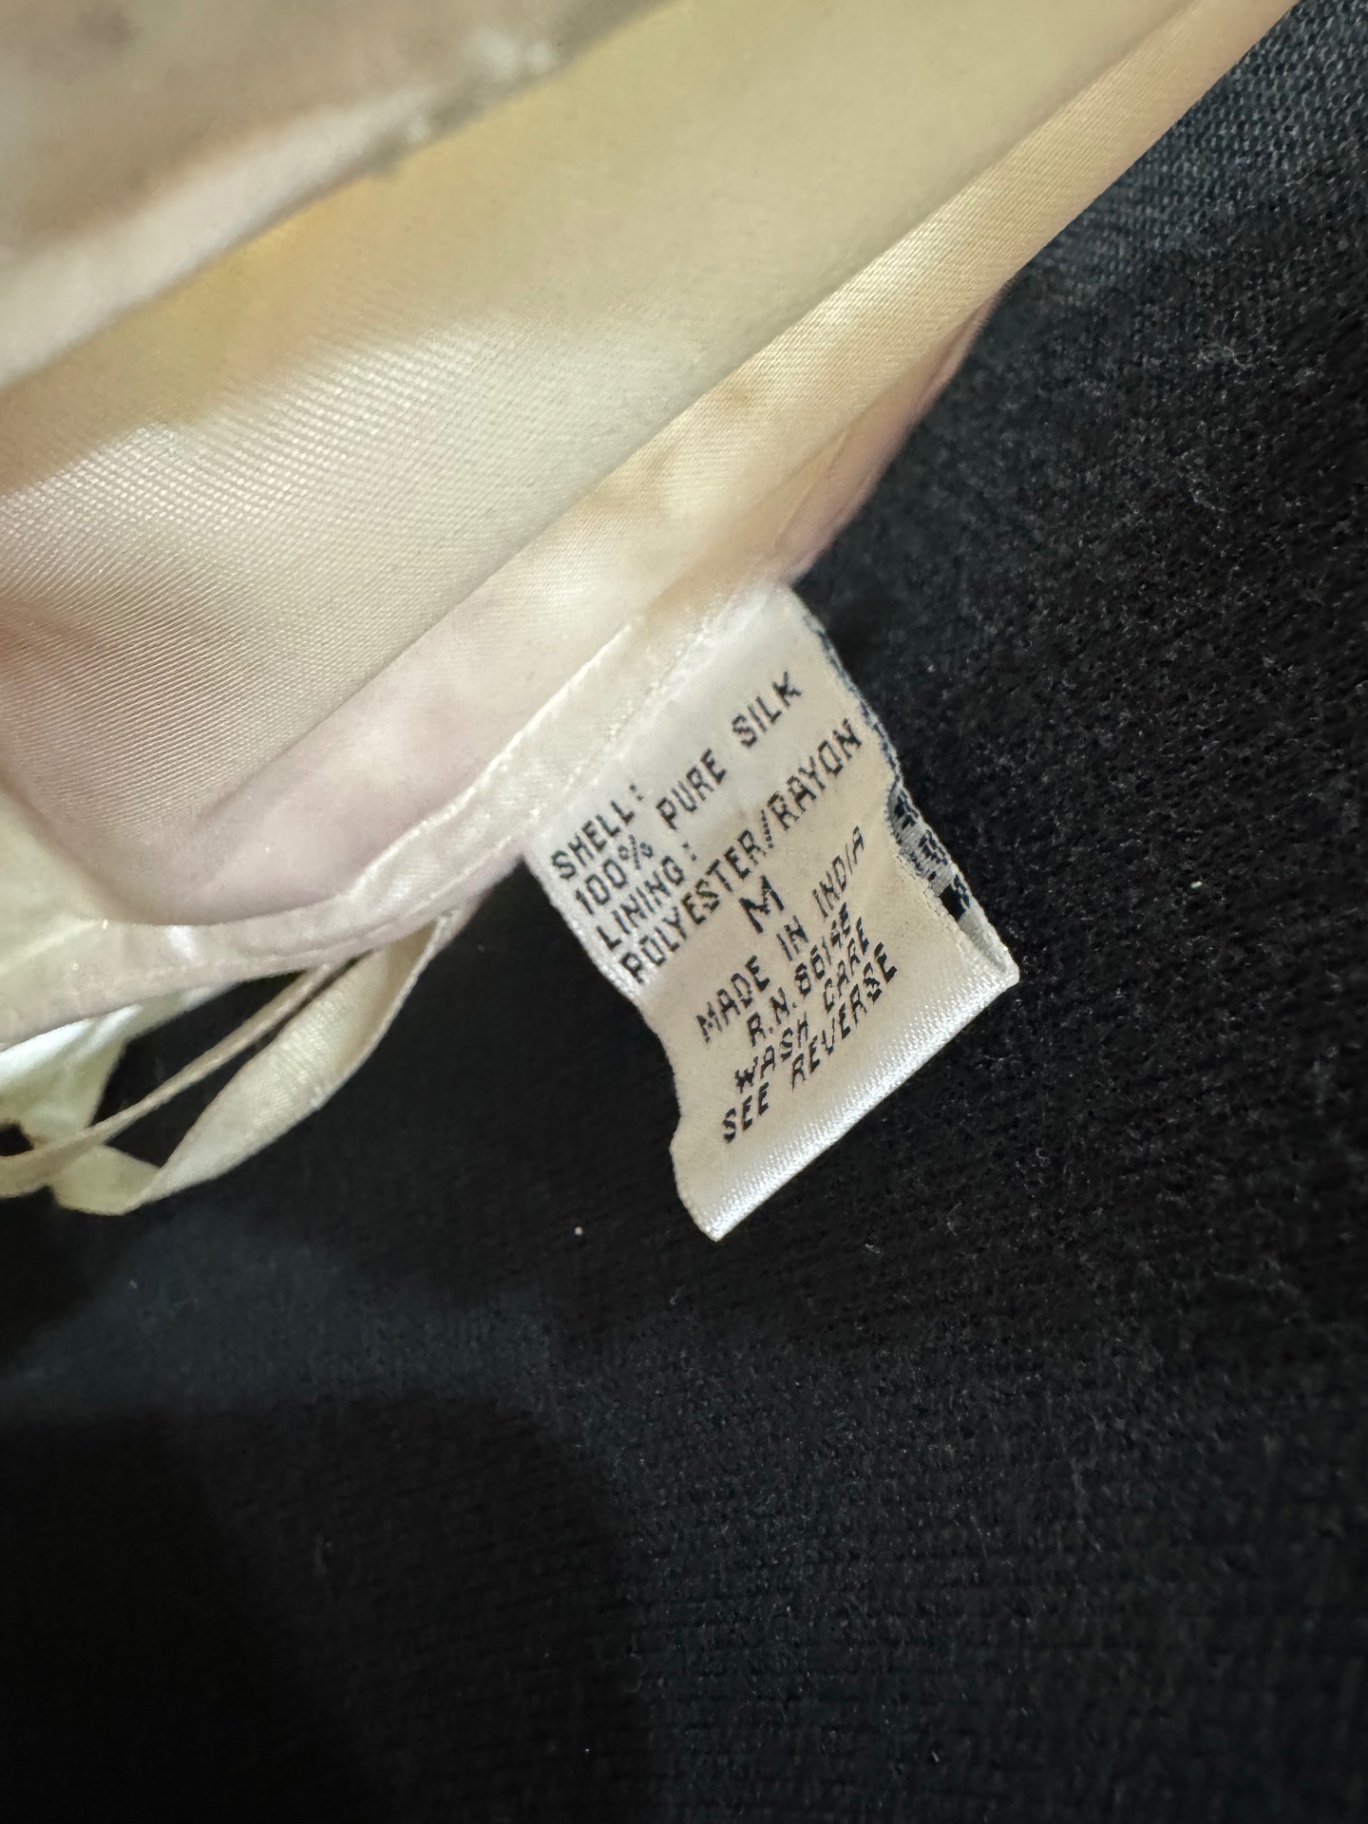 SHELL:
100% PURE SILK
LINING:
POLYESTER/RAYON
M
MADE IN INDIA
R.N.
WASH CARE
SEE REVERSE